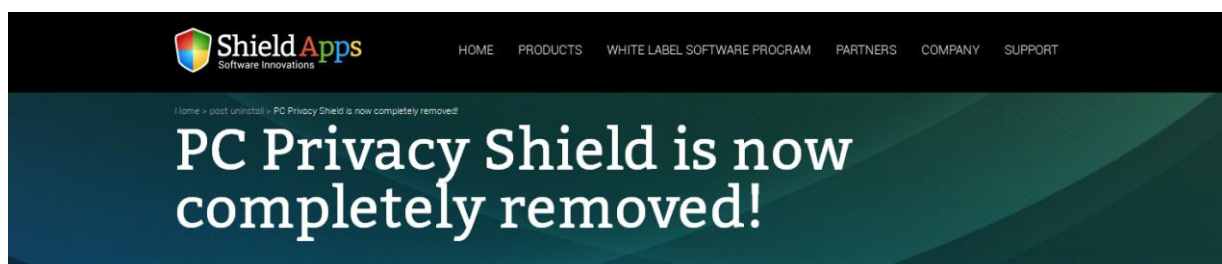 Shield Apps
Software Innovations
HOME PRODUCTS WHITE LABEL SOFTWARE PROGRAM PARTNERS COMPANY SUPPORT
Home > post uninstall > PC Privacy Shield is now completely removed!
PC Privacy Shield is now
completely removed!